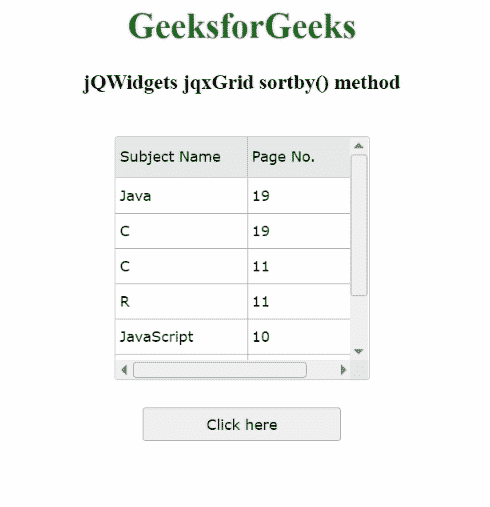 GeeksforGeeks
jQWidgets jqxGrid sortby() method
Subject Name Page No.
Java 19
C 19
C 11
R 11
JavaScript 10
Click here